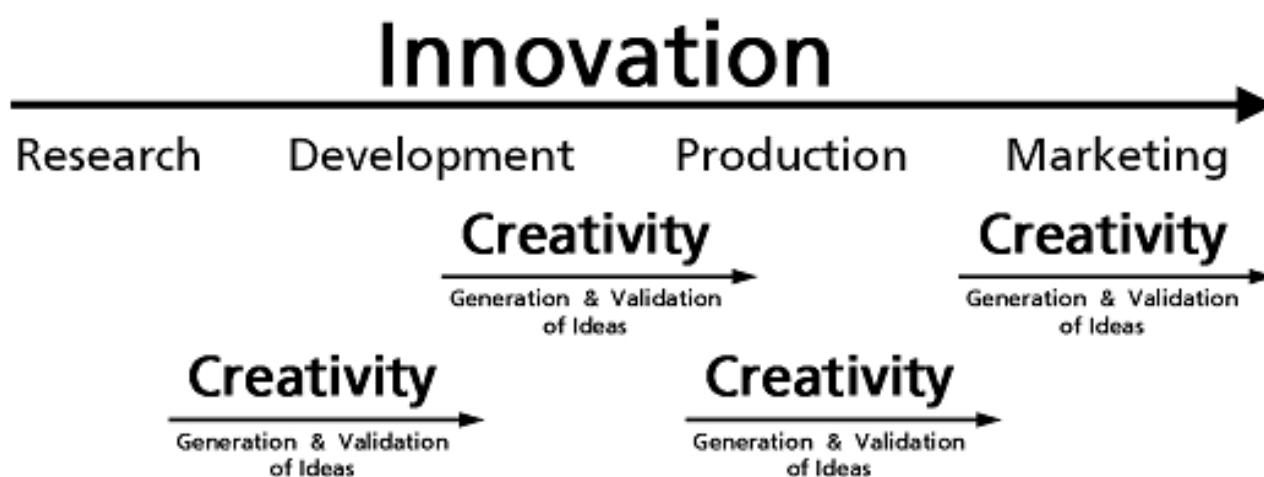 Innovation
Research Development Production Marketing
Creativity Creativity
Generation & Validation Generation & Validation
of Ideas of Ideas
Creativity Creativity
Generation & Validation Generation & Validation
of Ideas of Ideas